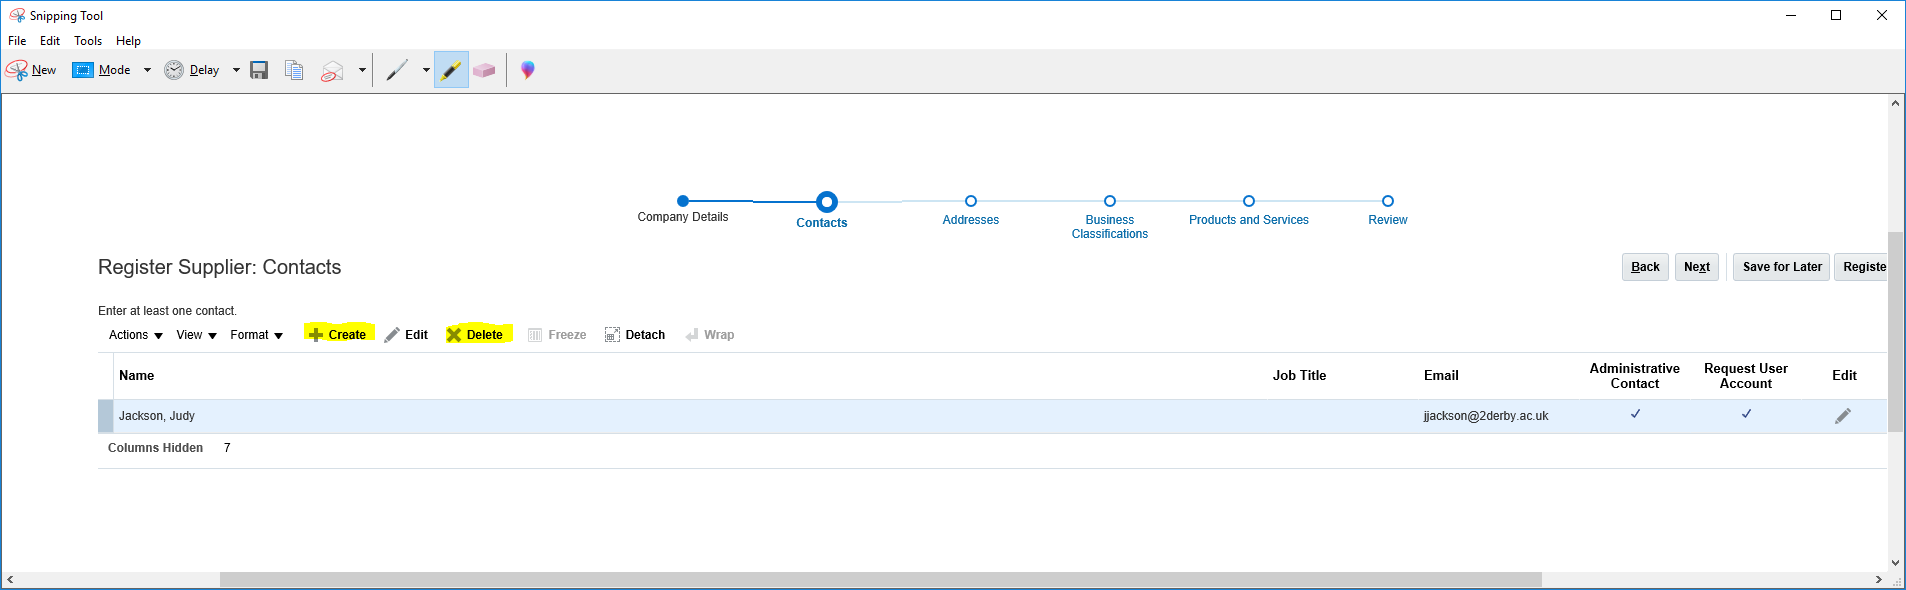 Snipping Tool
File Edit Tools Help
New Mode Delay
Company Details Contacts Addresses Business Classifications Products and Services Review
Register Supplier: Contacts
Back Next Save for Later Registe
Enter at least one contact.
Actions View Format Create Edit Delete Freeze Detach Wrap
Name Job Title Email Administrative Contact Request User Account Edit
Jackson, Judy jjackson@2derby.ac.uk
Columns Hidden 7